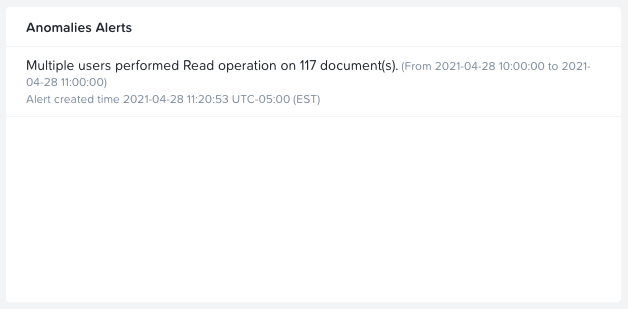 Anomalies Alerts
Multiple users performed Read operation on 117 document(s). (From 2021-04-28 10:00:00 to 2021-
04-28 11:00:00)
Alert created time 2021-04-28 11:20:53 UTC-05:00 (EST)